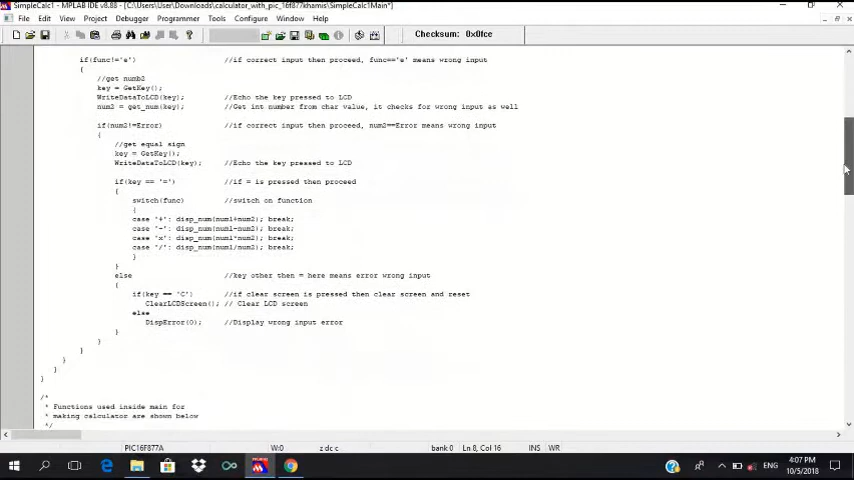 SimpleCalc1 - MPLAB IDE v8.88 - [C:\Users\User\Downloads\calculator_with_pic_16f877khamis\SimpleCalc1Main*]
File Edit View Project Debugger Programmer Tools Configure Window Help
Checksum: 0x0fce
if(func!='e') //if correct input then proceed, func=='e' means wrong input
{
//get numb2
key = GetKey();
WriteDataToLCD(key); //Echo the key pressed to LCD
num2 = get_num(key); //Get int number from char value, it checks for wrong input as well
if(num2!=Error) //if correct input then proceed, num2==Error means wrong input
{
//get equal sign
key = GetKey();
WriteDataToLCD(key); //Echo the key pressed to LCD
if(key == '=') //if = is pressed then proceed
{
switch(func) //switch on function
{
case '+': disp_num(num1+num2); break;
case '-': disp_num(num1-num2); break;
case 'x': disp_num(num1*num2); break;
case '/': disp_num(num1/num2); break;
}
}
else //key other then = here means error wrong input
{
if(key == 'C') //if clear screen is pressed then clear screen and reset
ClearLCDScreen(); // Clear LCD screen
else
DispError(0); //Display wrong input error
}
}
}
}
}
}
/*
* Functions used inside main for
* making calculator are shown below
*/
PIC16F877A W:0 z dc c bank 0 Ln 8, Col 16 INS WR
ENG
4:07 PM
10/5/2018